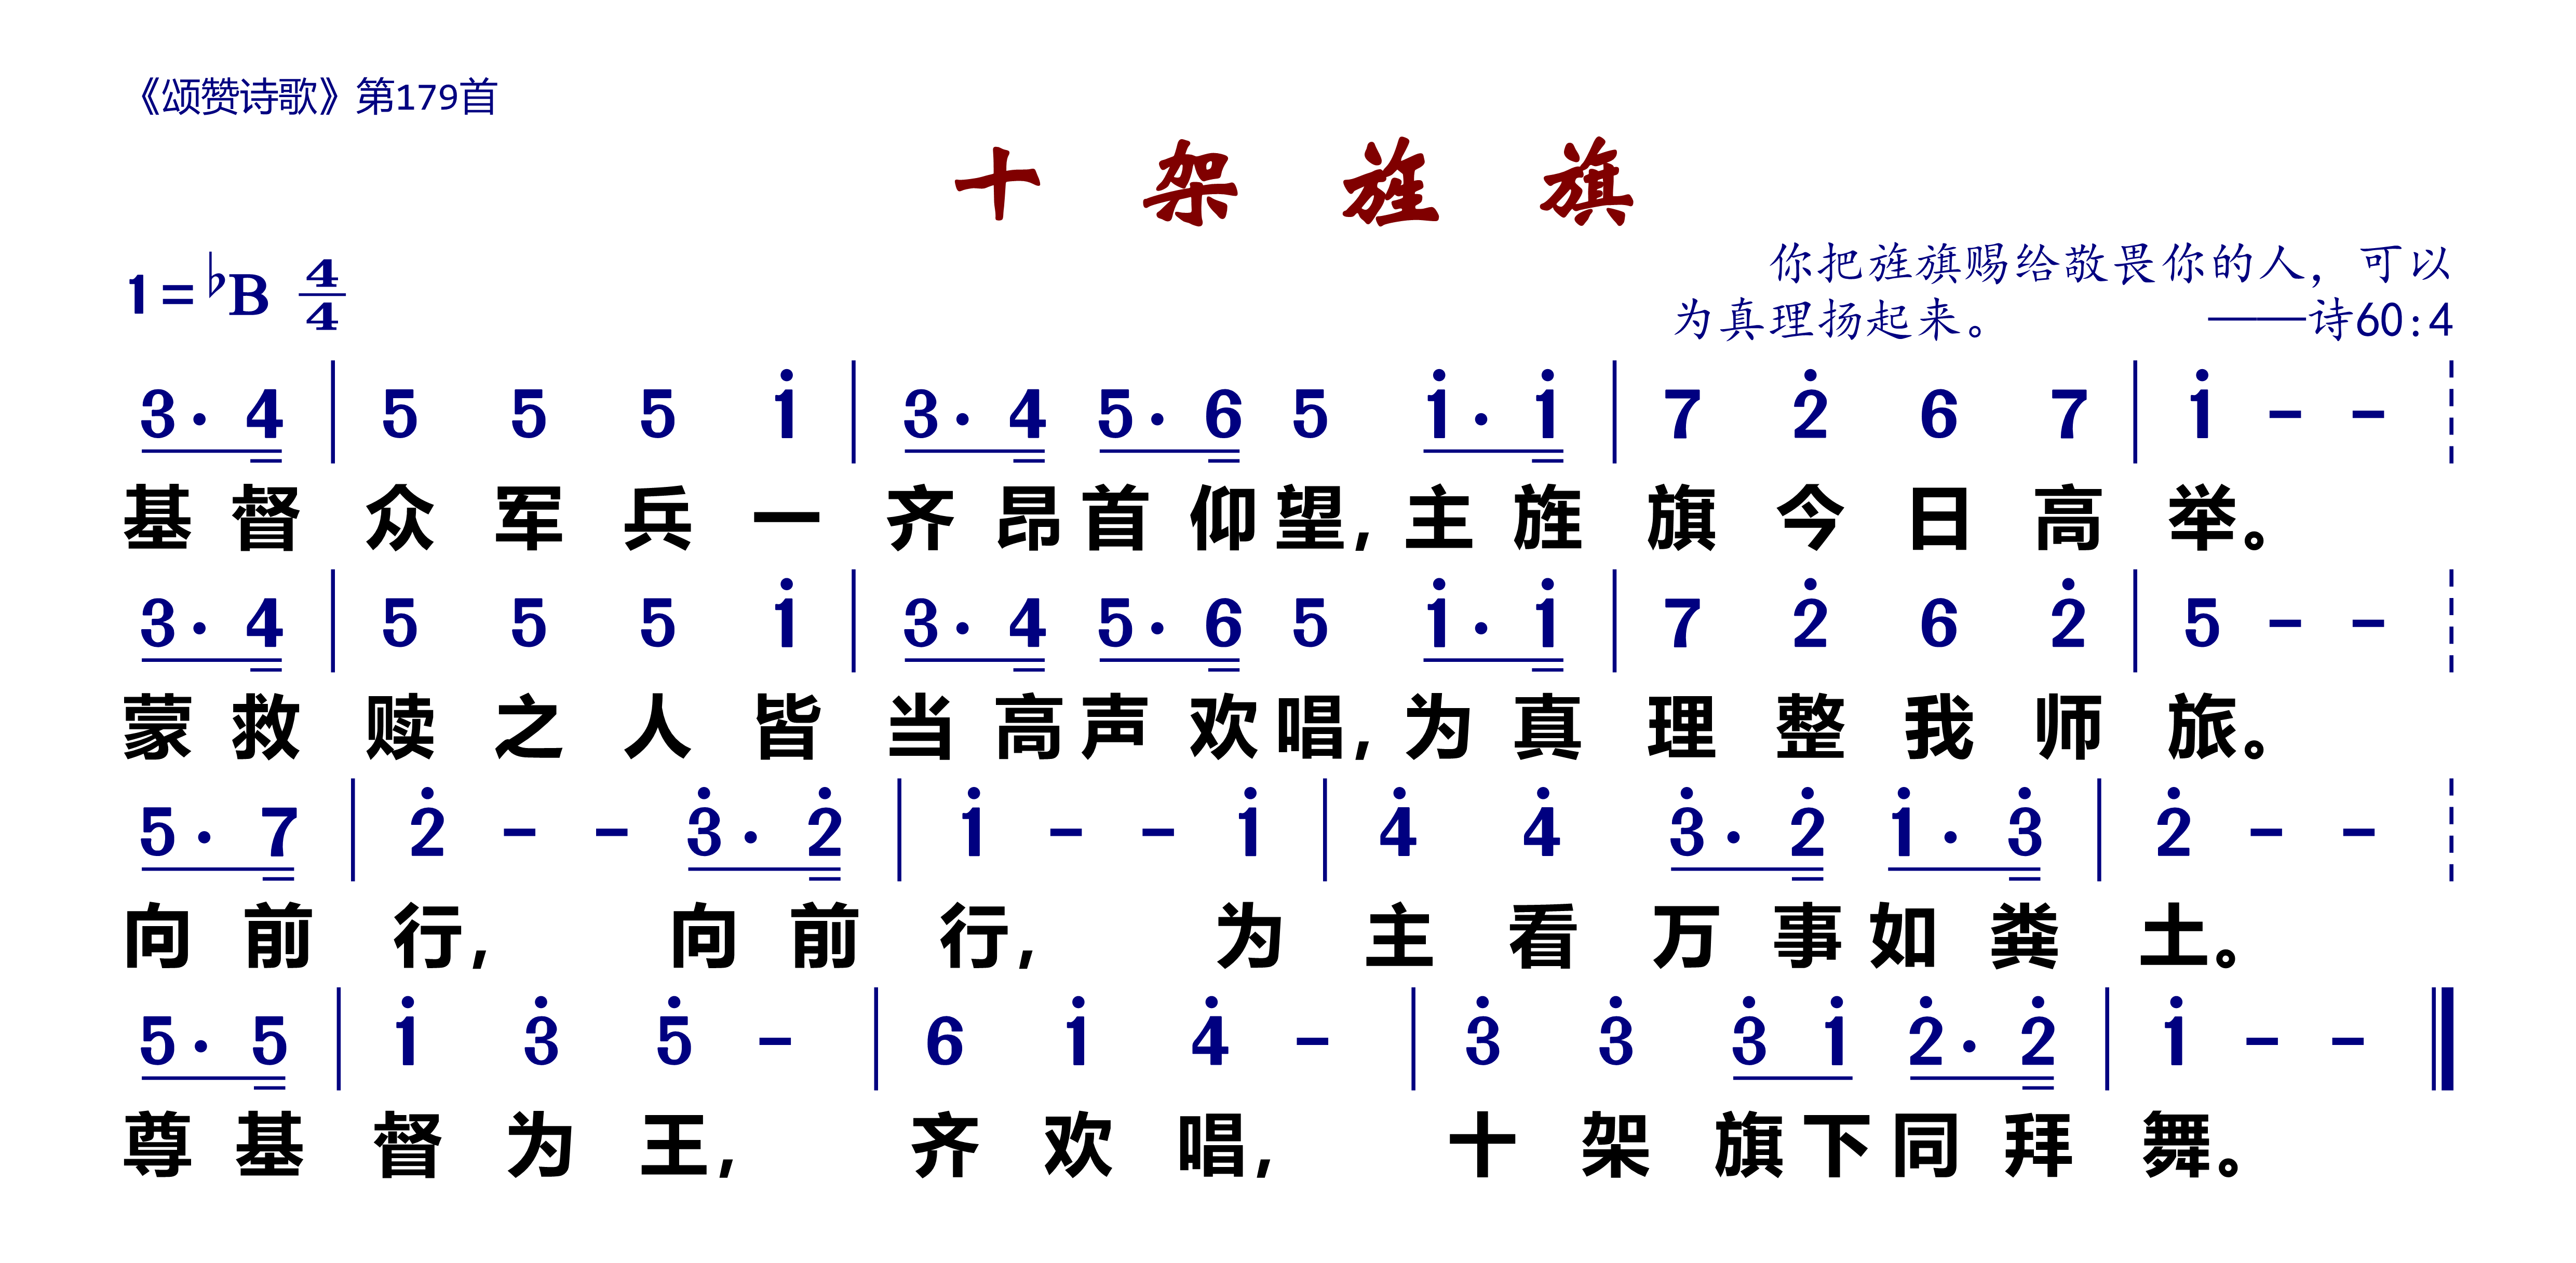 《颂赞诗歌》第179首
十 架 旌 旗
1=♭B 4/4
你把旌旗赐给敬畏你的人，可以
为真理扬起来。 ——诗60:4
3· 4 | 5 5 5 i | 3· 4 5· 6 5 i· i | 7 2̇ 6 7 | i - - ¦
基督众军兵一齐昂首仰望,主旌旗今日高举。
3· 4 | 5 5 5 i | 3· 4 5· 6 5 i· i | 7 2̇ 6 2̇ | 5 - - ¦
蒙救赎之人皆当高声欢唱,为真理整我师旅。
5· 7 | 2̇ - - 3̇· 2̇ | i - - i | 4̇ 4̇ 3̇· 2̇ i· 3̇ | 2̇ - - ¦
向前行, 向前行, 为主看万事如粪土。
5· 5 | i 3̇ 5̇ - | 6 i 4̇ - | 3̇ 3̇ 3̇ i 2̇· 2̇ | i - - ‖
尊基督为王, 齐欢唱, 十架旗下同拜舞。